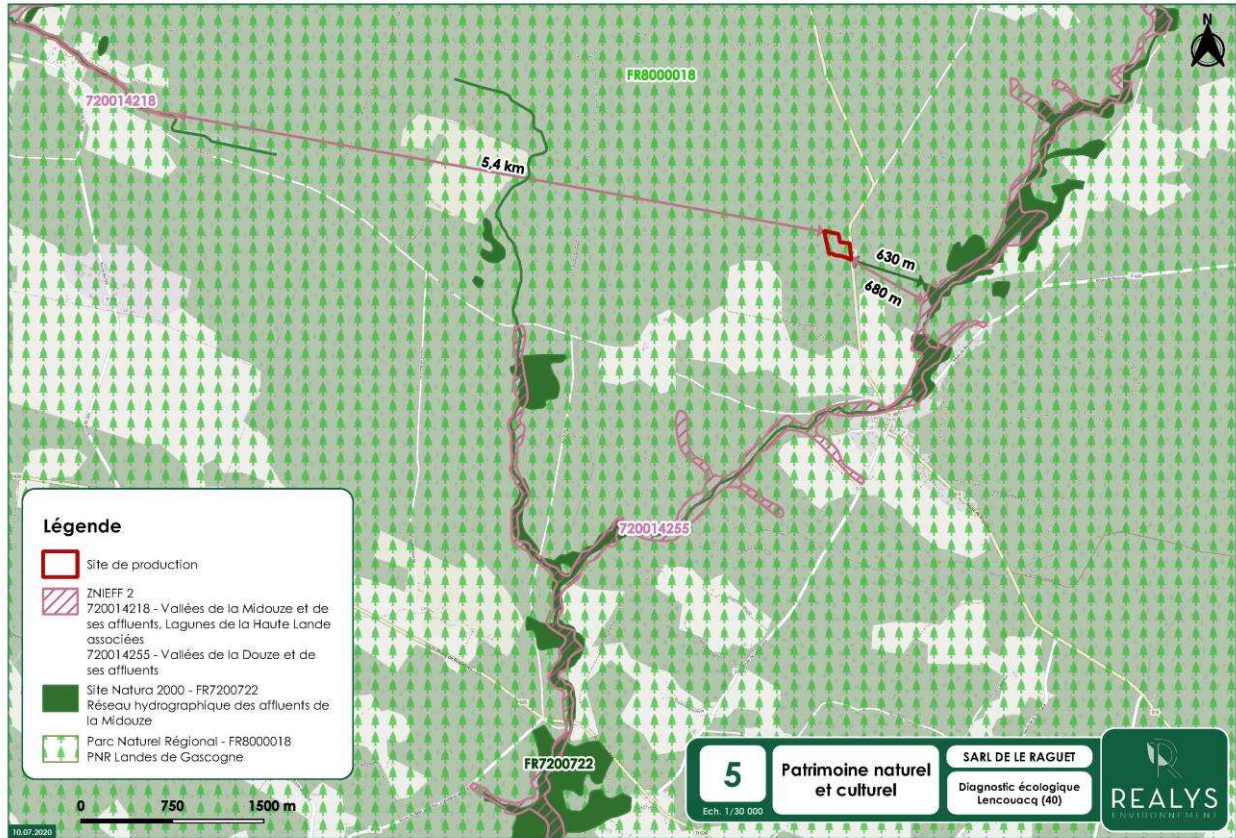 N
FR8000018
720014218
5,4 km
630 m
680 m
720014255
FR7200722
Légende
Site de production
ZNIEFF 2
720014218 - Vallées de la Midouze et de
ses affluents, Lagunes de la Haute Lande
associées
720014255 - Vallées de la Douze et de
ses affluents
Site Natura 2000 - FR7200722
Réseau hydrographique des affluents de
la Midouze
Parc Naturel Régional - FR8000018
PNR Landes de Gascogne
0 750 1500 m
10.07.2020
5
Ech. 1/30 000
Patrimoine naturel
et culturel
SARL DE LE RAGUET
Diagnostic écologique
Lencouacq (40)
REALYS
ENVIRONNEMENT